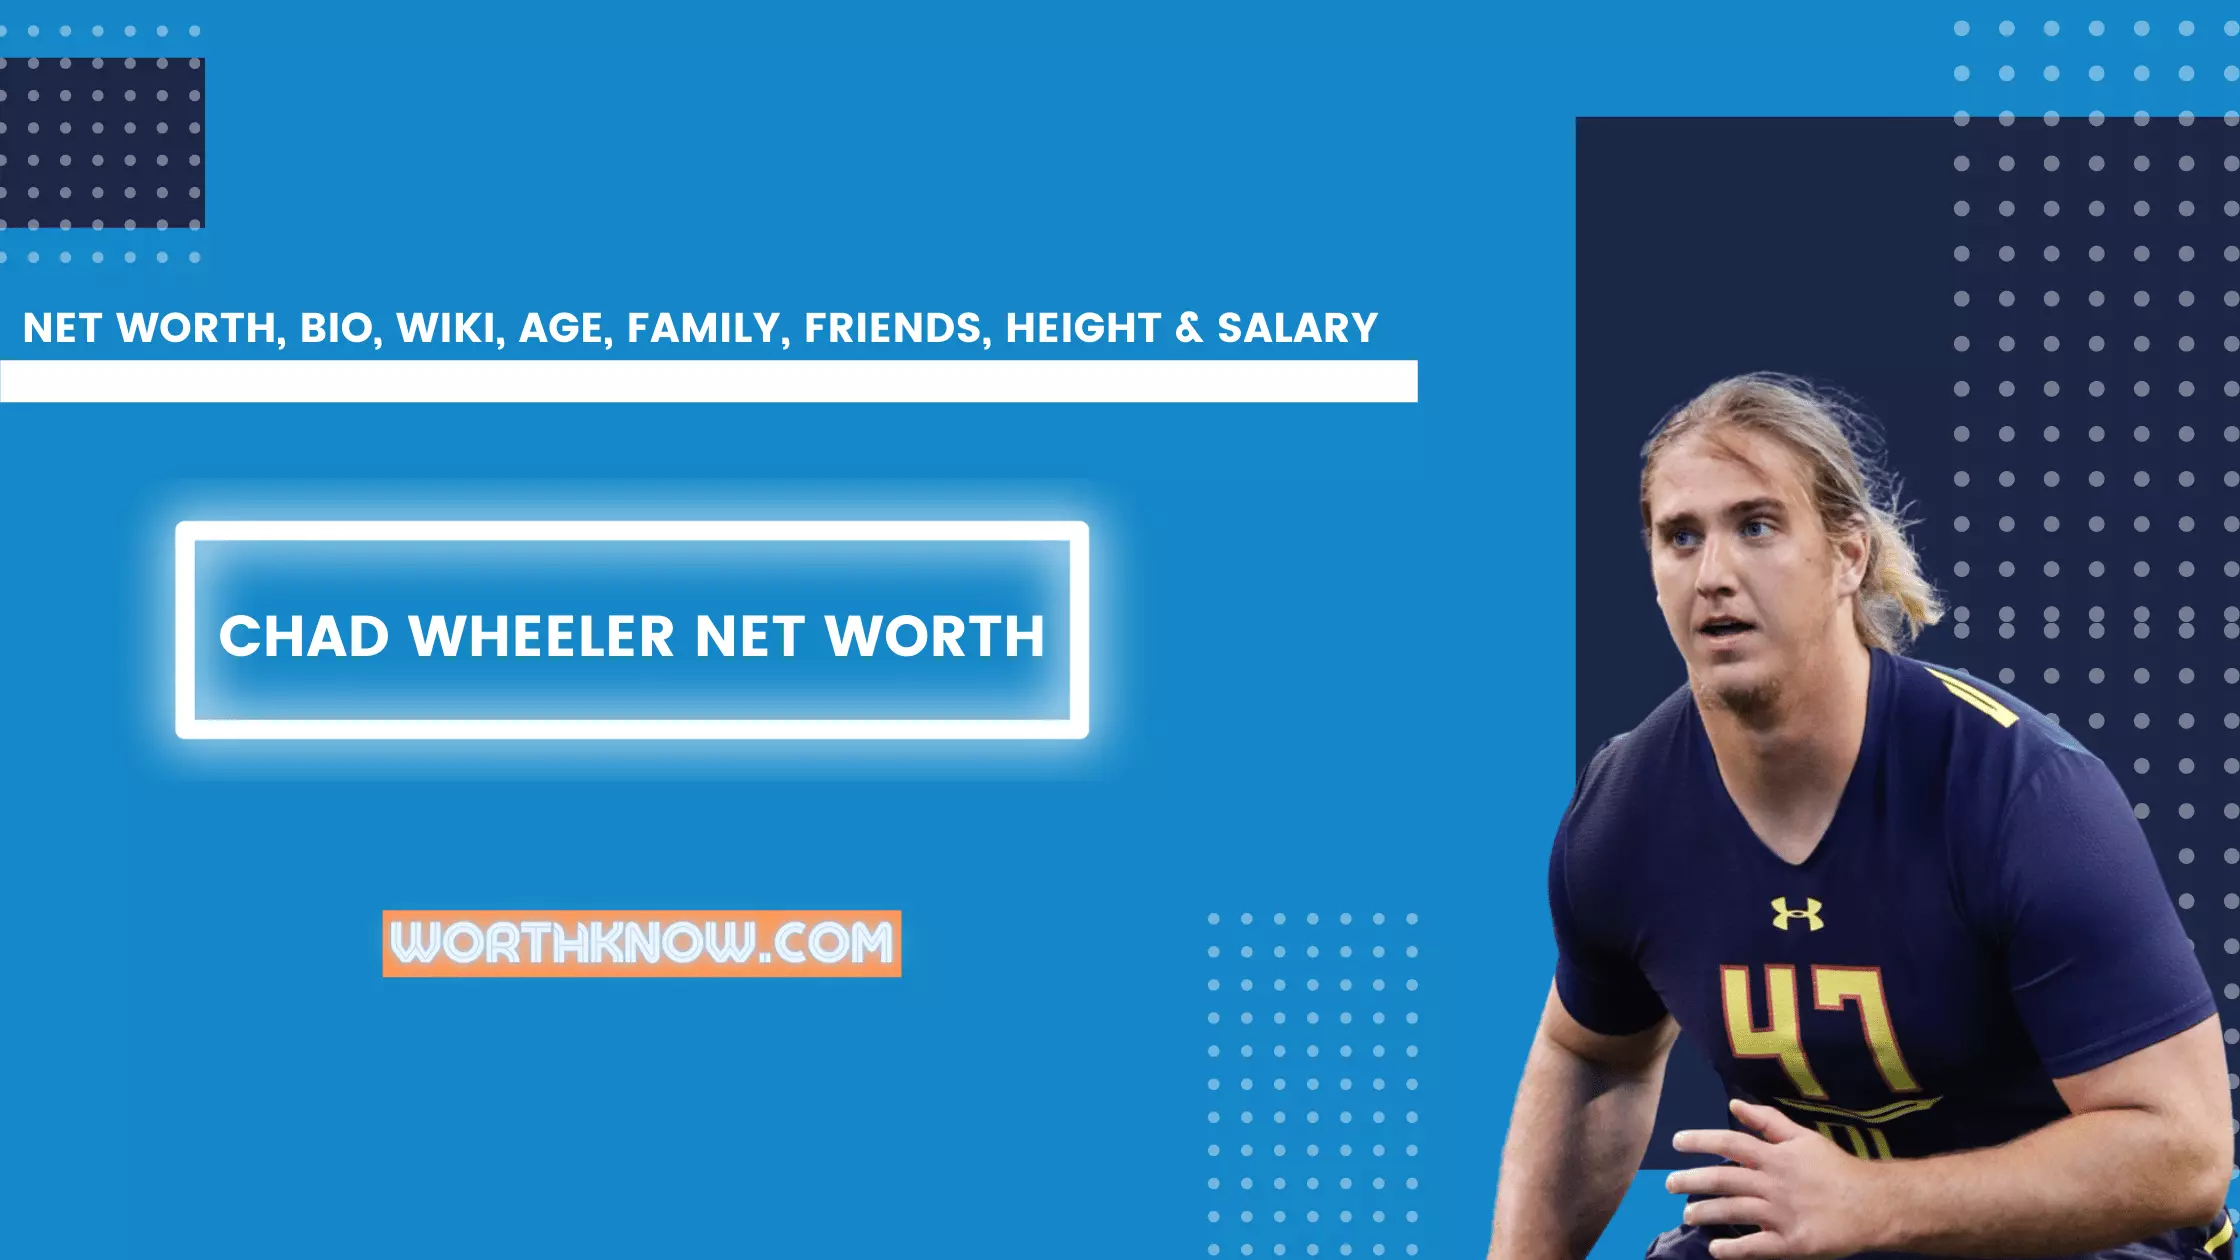 NET WORTH, BIO, WIKI, AGE, FAMILY, FRIENDS, HEIGHT & SALARY
CHAD WHEELER NET WORTH
WORTHKNOW.COM
47